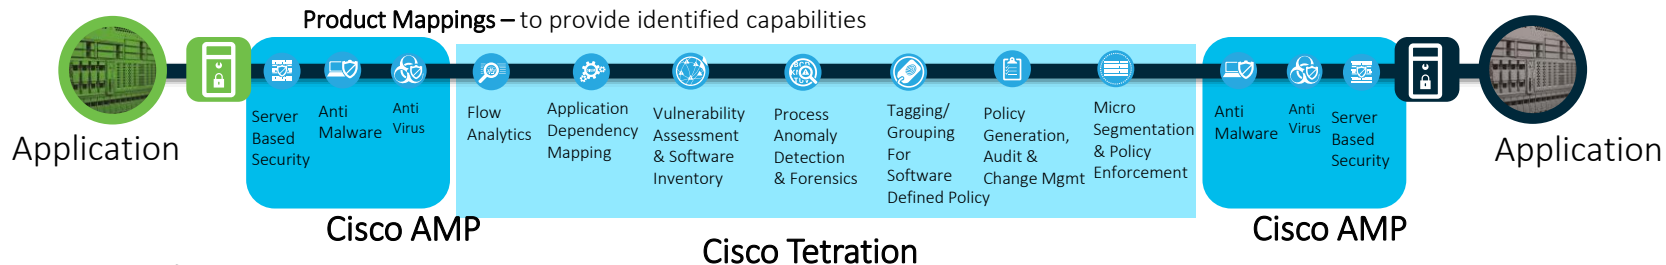 Product Mappings – to provide identified capabilities
Application
Server
Based
Security
Anti
Malware
Anti
Virus
Cisco AMP
Flow
Analytics
Application
Dependency
Mapping
Vulnerability
Assessment
& Software
Inventory
Process
Anomaly
Detection
& Forensics
Tagging/
Grouping
For
Software
Defined Policy
Policy
Generation,
Audit &
Change Mgmt
Micro
Segmentation
& Policy
Enforcement
Cisco Tetration
Anti
Malware
Anti
Virus
Server
Based
Security
Cisco AMP
Application